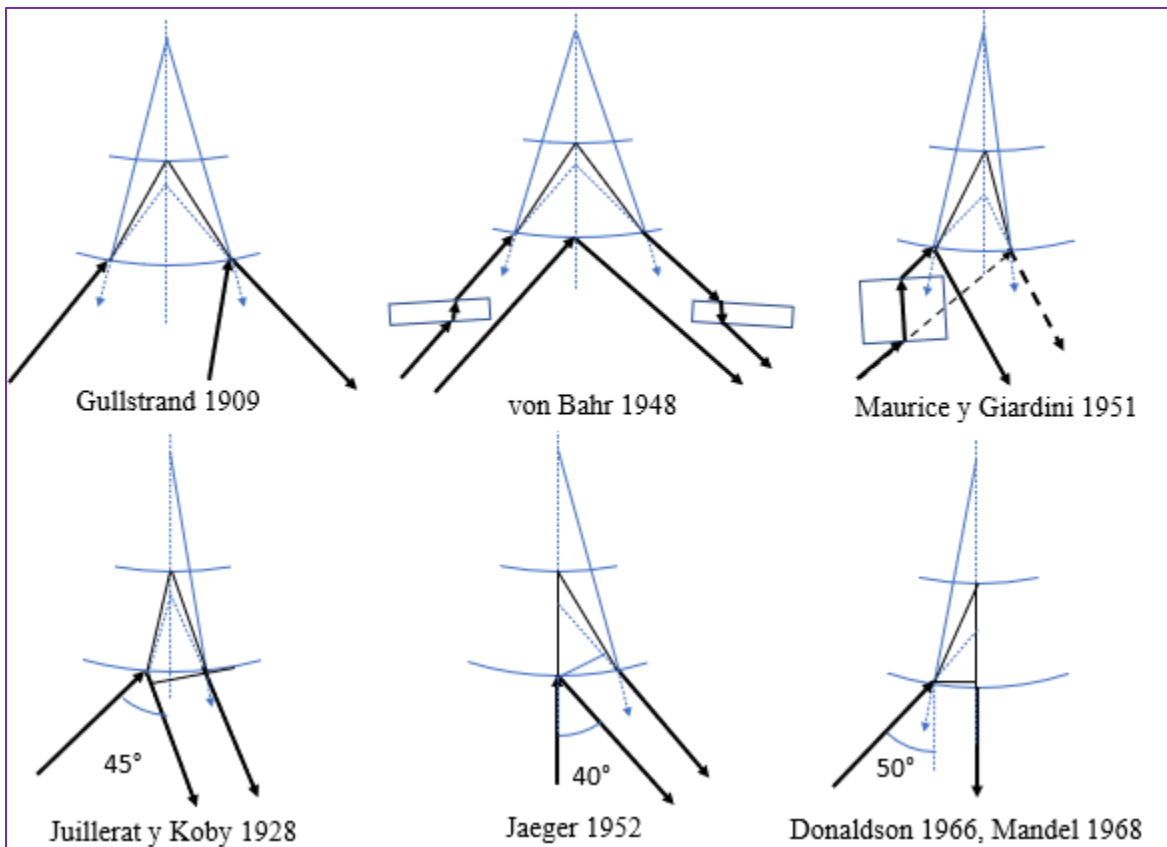 Gullstrand 1909
von Bahr 1948
Maurice y Giardini 1951
45°
40°
50°
Juillerat y Koby 1928
Jaeger 1952
Donaldson 1966, Mandel 1968